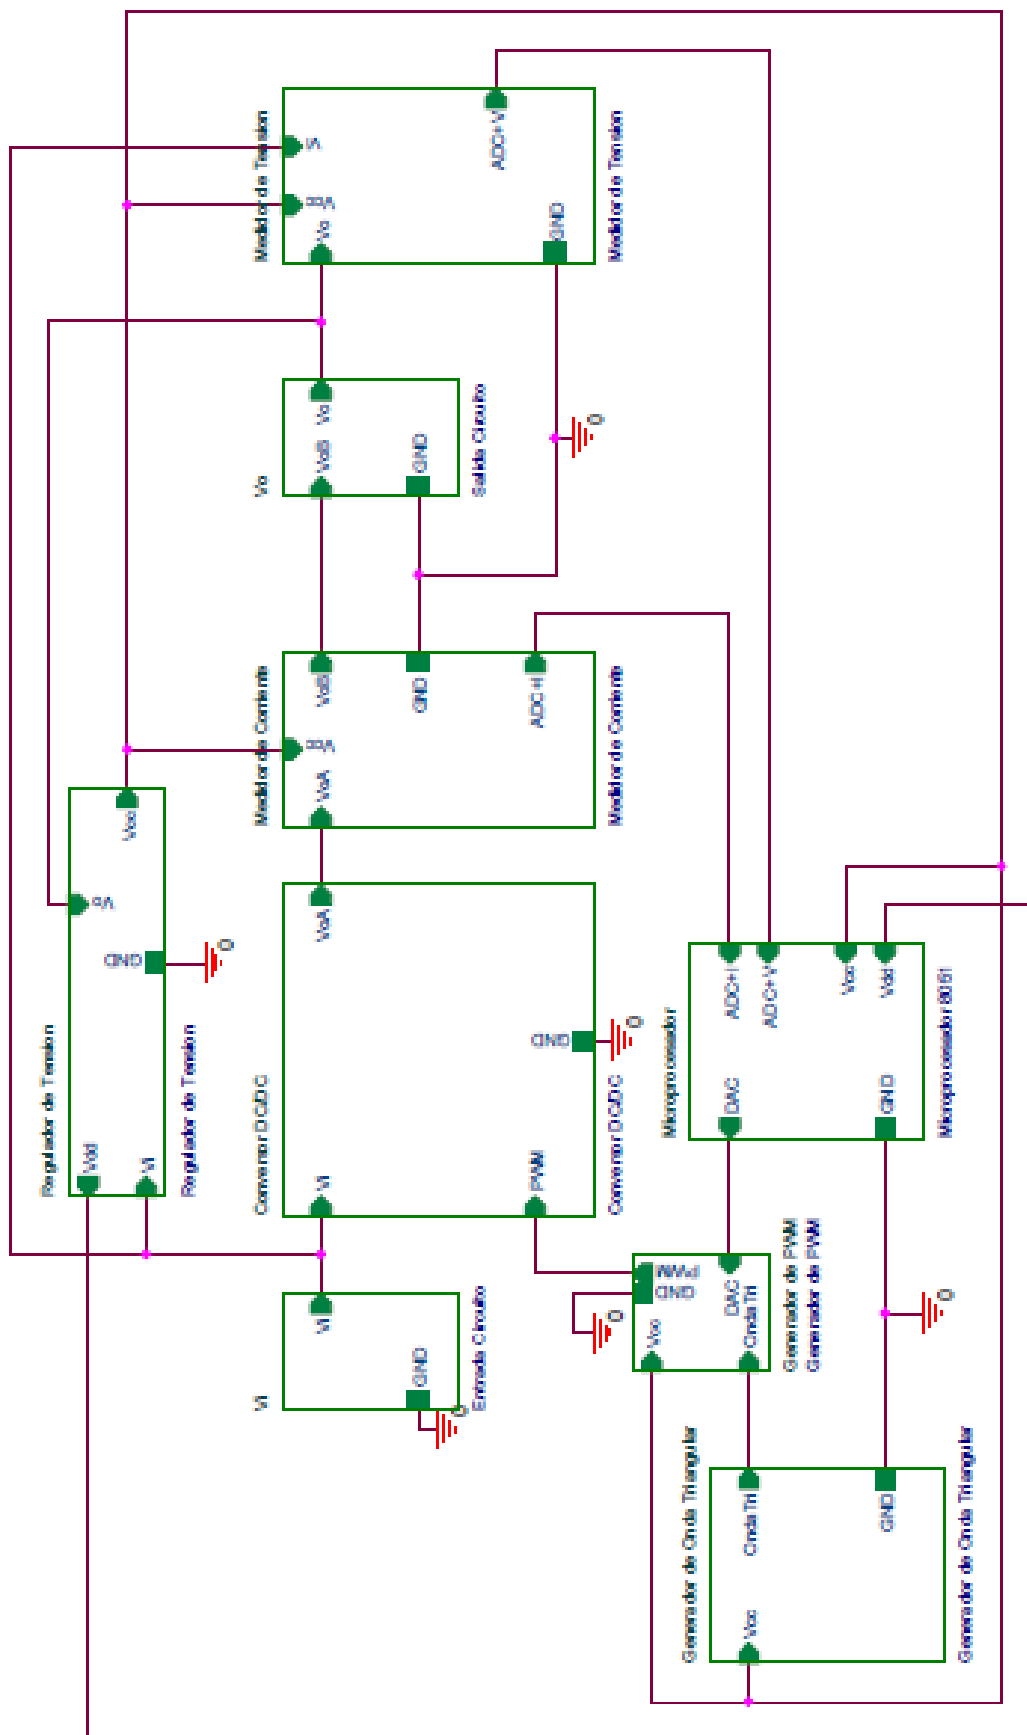 Regulador de Tension
Vdd
Vi
GND
Vo
Vcc
Regulador de Tension
0
Vi
Vi
GND
Entrada Circuito
0
Conversor DC/DC
Vi
VoA
PWM
GND
Conversor DC/DC
0
Medidor de Corriente
VoA
Vcc
VoB
GND
ADC+I
Medidor de Corriente
Vo
VoB
Vo
GND
Salida Circuito
0
Medidor de Tension
Vo
Vcc
Vi
ADC+V
GND
Medidor de Tension
Generador de Onda Triangular
Vcc
Onda Tri
GND
Generador de Onda Triangular
0
Vcc
GND
PWM
Onda Tri
DAC
Generador de PWM
Generador de PWM
Microprocesador
DAC
ADC+I
ADC+V
Vcc
GND
Vdd
Microprocesador 8051
0